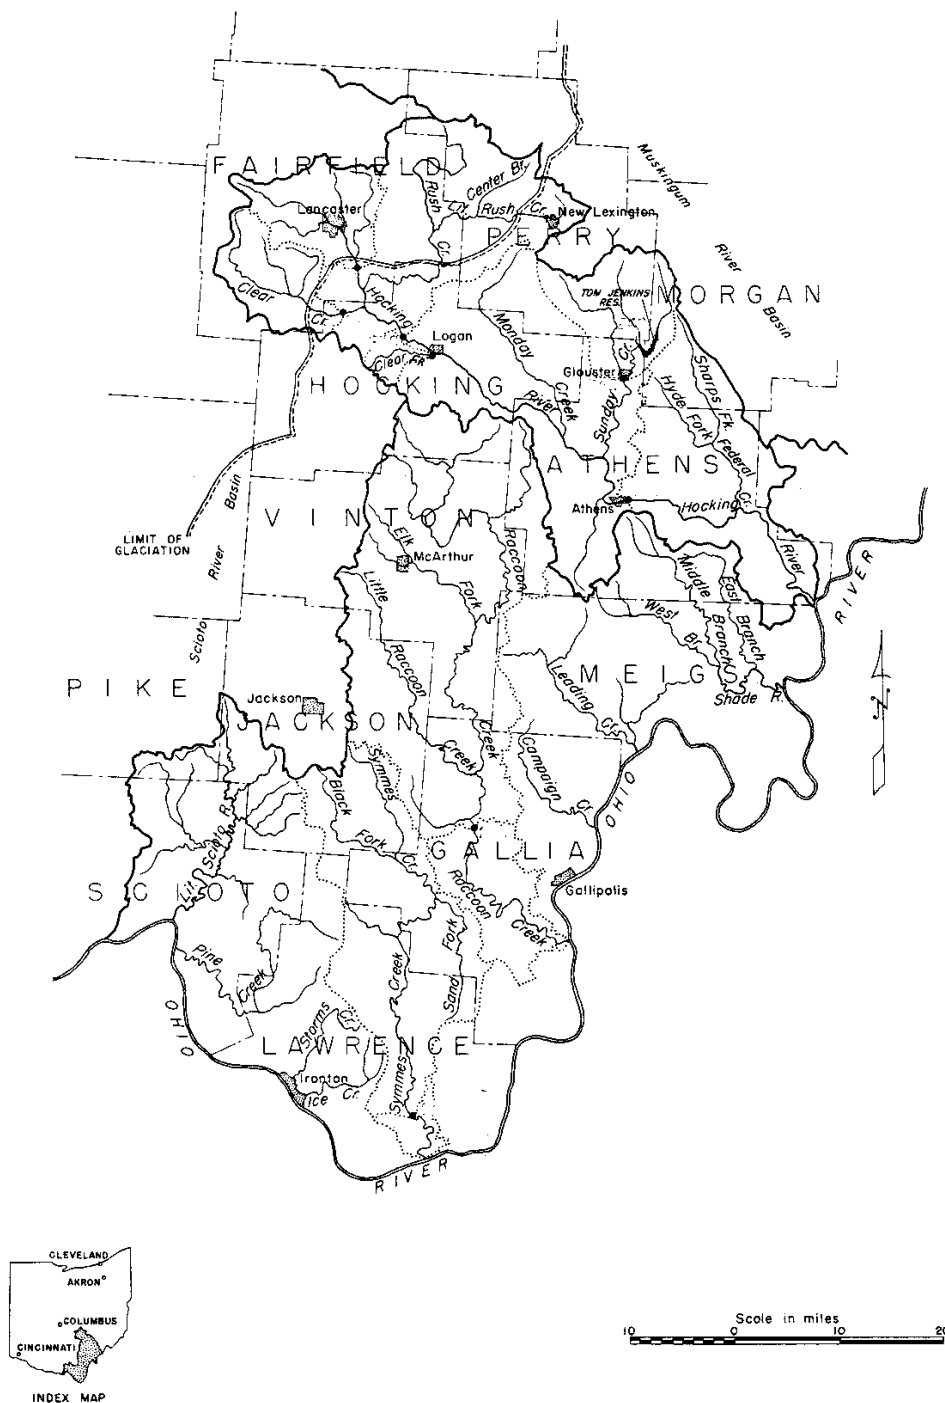 FAIRFIELD
Muskingum
River
Basin
Center Br.
Rush
Cr.
Lancaster
Lit. Rush Cr.
New Lexington
PERRY
MORGAN
TOM JENKINS
RES.
Clear
Cr.
Hocking
Monday
Creek
Logan
Clear Fk
HOCKING
River
Glouster
Sunday
Cr.
Hyde
Fork
Sharps Fk
Federal
Cr.
ATHENS
Athens
Hocking
River
LIMIT OF
GLACIATION
Basin
River
Scioto
VINTON
Elk
Fork
McArthur
Raccoon
Little
Raccoon
Creek
Creek
Middle
Branch
East
Branch
West
Br.
RIVER
PIKE
MEIGS
Shade R.
Leading
Cr.
Jackson
JACKSON
Symmes
Black
Fork
Cr.
Campaign
Cr.
OHIO
Lit. Scioto R.
SCIOTO
GALLIA
Gallipolis
Raccoon
Creek
Pine
Creek
Creek
Sand
Fork
OHIO
Storms
Cr.
LAWRENCE
Ironton
Ice
Cr.
Symmes
RIVER
N
CLEVELAND
AKRON
COLUMBUS
CINCINNATI
INDEX MAP
Scale in miles
10 0 10 20